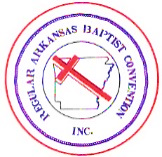 REGULAR ARKANSAS BAPTIST CONVENTION
INC.